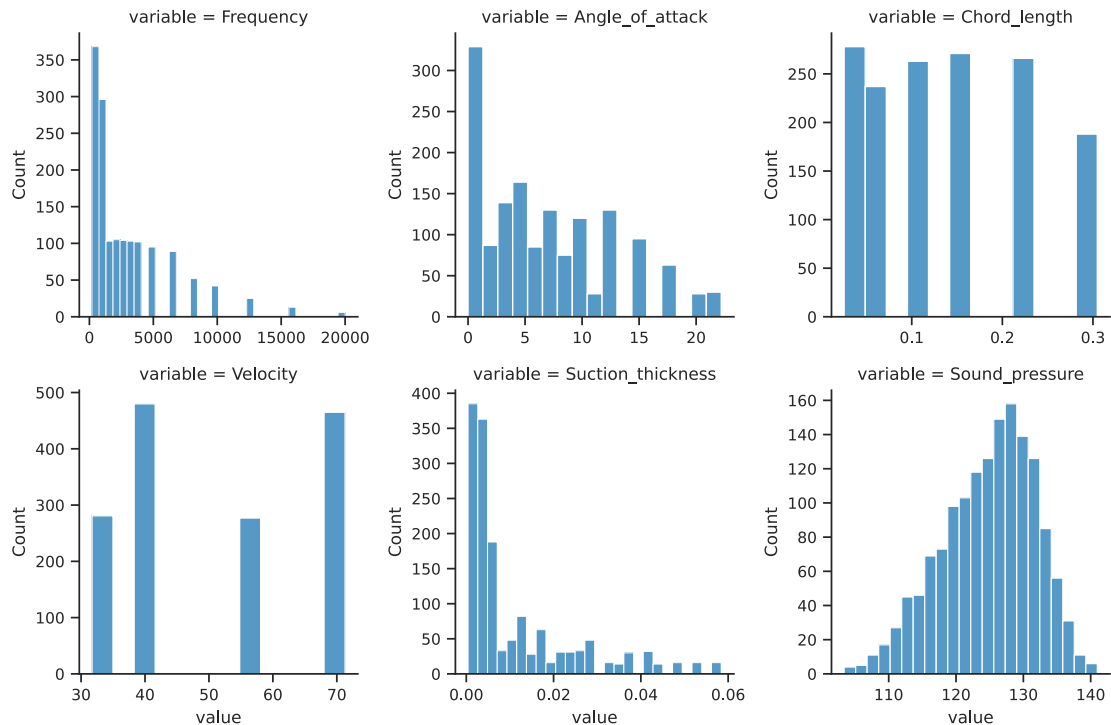 variable = Frequency
350
300
250
200
150
100
50
0
Count
0 5000 10000 15000 20000
variable = Angle_of_attack
300
250
200
150
100
50
0
Count
0 5 10 15 20
variable = Chord_length
250
200
150
100
50
0
Count
0.1 0.2 0.3
variable = Velocity
500
400
300
200
100
0
Count
30 40 50 60 70
value
variable = Suction_thickness
400
350
300
250
200
150
100
50
0
Count
0.00 0.02 0.04 0.06
value
variable = Sound_pressure
160
140
120
100
80
60
40
20
0
Count
110 120 130 140
value